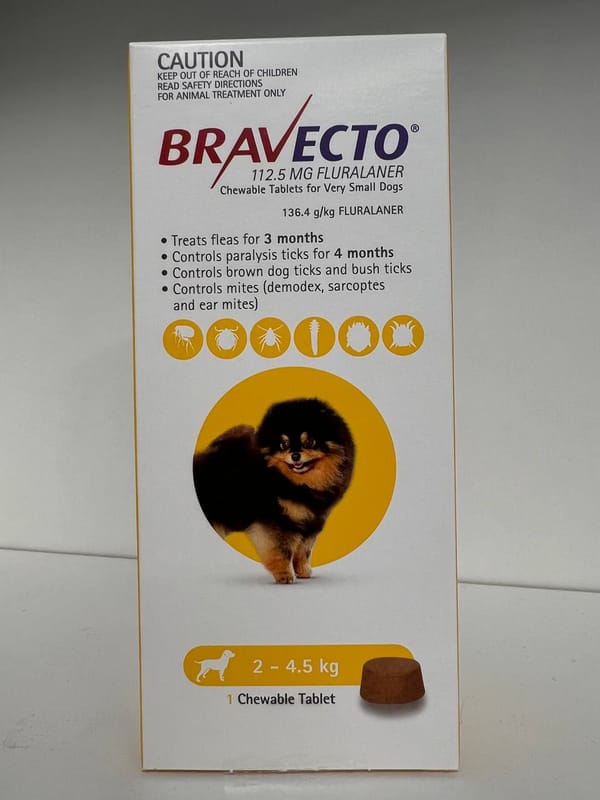 CAUTION
KEEP OUT OF REACH OF CHILDREN
READ SAFETY DIRECTIONS
FOR ANIMAL TREATMENT ONLY
BRAVECTO®
112.5 MG FLURALANER
Chewable Tablets for Very Small Dogs
136.4 g/kg FLURALANER
• Treats fleas for 3 months
• Controls paralysis ticks for 4 months
• Controls brown dog ticks and bush ticks
• Controls mites (demodex, sarcoptes
and ear mites)
2 – 4.5 kg
1 Chewable Tablet